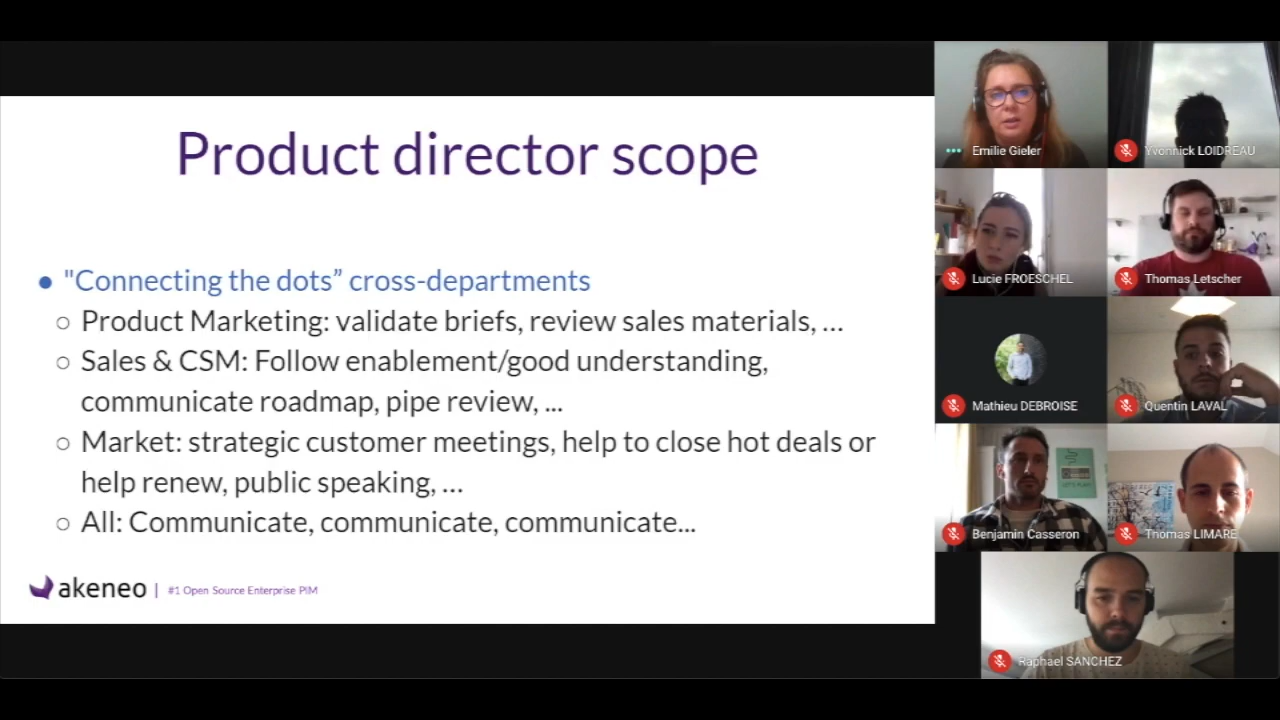 Product director scope
● "Connecting the dots” cross-departments
○ Product Marketing: validate briefs, review sales materials, …
○ Sales & CSM: Follow enablement/good understanding,
communicate roadmap, pipe review, ...
○ Market: strategic customer meetings, help to close hot deals or
help renew, public speaking, …
○ All: Communicate, communicate, communicate...
akeneo | #1 Open Source Enterprise PIM
Emilie Gieler
Yvonnick LOIDREAU
Lucie FROESCHEL
Thomas Letscher
Mathieu DEBROISE
Quentin LAVAL
LET'S PLAY!
Benjamin Casseron
Thomas LIMARE
Raphael SANCHEZ